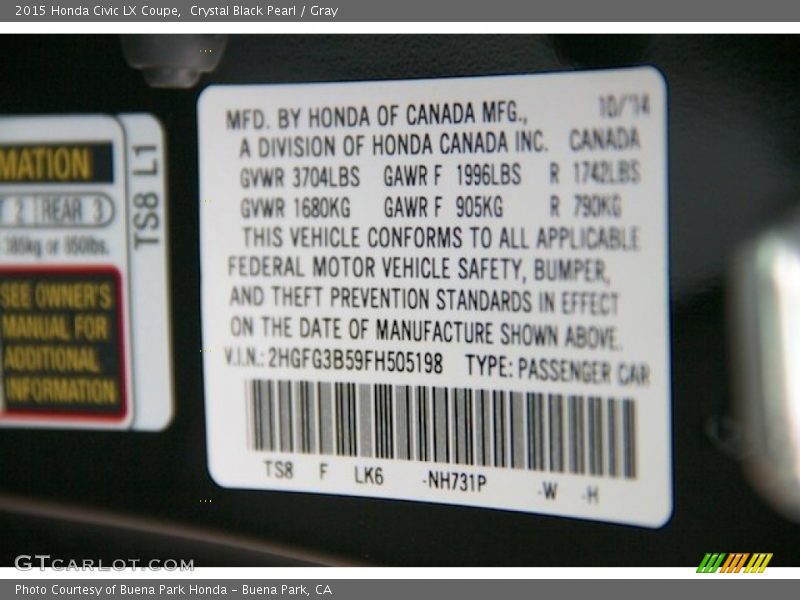 2015 Honda Civic LX Coupe,  Crystal Black Pearl / Gray
MATION
2 REAR 3
385kg or 850lbs.
SEE OWNER'S
MANUAL FOR
ADDITIONAL
INFORMATION
TS8 L1
10/'14
MFD. BY HONDA OF CANADA MFG.,
A DIVISION OF HONDA CANADA INC. CANADA
GVWR 3704LBS GAWR F 1996LBS R 1742LBS
GVWR 1680KG GAWR F 905KG R 790KG
THIS VEHICLE CONFORMS TO ALL APPLICABLE
FEDERAL MOTOR VEHICLE SAFETY, BUMPER,
AND THEFT PREVENTION STANDARDS IN EFFECT
ON THE DATE OF MANUFACTURE SHOWN ABOVE.
V.I.N.: 2HGFG3B59FH505198 TYPE: PASSENGER CAR
TS8 F LK6 -NH731P -W -H
GTCARLOT.COM
Photo Courtesy of Buena Park Honda - Buena Park, CA